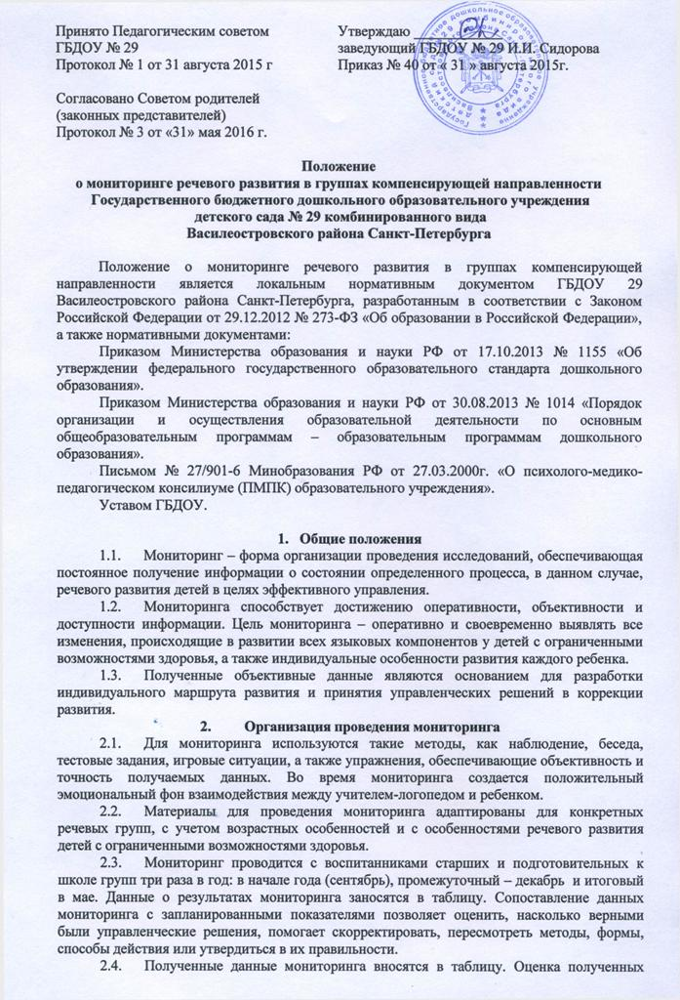 Принято Педагогическим советом
ГБДОУ № 29
Протокол № 1 от 31 августа 2015 г
Утверждаю
заведующий ГБДОУ № 29 И.И. Сидорова
Приказ № 40 от « 31 » августа 2015г.
Согласовано Советом родителей
(законных представителей)
Протокол № 3 от «31» мая 2016 г.
Положение
о мониторинге речевого развития в группах компенсирующей направленности
Государственного бюджетного дошкольного образовательного учреждения
детского сада № 29 комбинированного вида
Василеостровского района Санкт-Петербурга
Положение о мониторинге речевого развития в группах компенсирующей
направленности является локальным нормативным документом ГБДОУ 29
Василеостровского района Санкт-Петербурга, разработанным в соответствии с Законом
Российской Федерации от 29.12.2012 № 273-ФЗ «Об образовании в Российской Федерации»,
а также нормативными документами:
Приказом Министерства образования и науки РФ от 17.10.2013 № 1155 «Об
утверждении федерального государственного образовательного стандарта дошкольного
образования».
Приказом Министерства образования и науки РФ от 30.08.2013 № 1014 «Порядок
организации и осуществления образовательной деятельности по основным
общеобразовательным программам – образовательным программам дошкольного
образования».
Письмом № 27/901-6 Минобразования РФ от 27.03.2000г. «О психолого-медико-
педагогическом консилиуме (ПМПК) образовательного учреждения».
Уставом ГБДОУ.
1. Общие положения
1.1. Мониторинг – форма организации проведения исследований, обеспечивающая
постоянное получение информации о состоянии определенного процесса, в данном случае,
речевого развития детей в целях эффективного управления.
1.2. Мониторинга способствует достижению оперативности, объективности и
доступности информации. Цель мониторинга – оперативно и своевременно выявлять все
изменения, происходящие в развитии всех языковых компонентов у детей с ограниченными
возможностями здоровья, а также индивидуальные особенности развития каждого ребенка.
1.3. Полученные объективные данные являются основанием для разработки
индивидуального маршрута развития и принятия управленческих решений в коррекции
развития.
2. Организация проведения мониторинга
2.1. Для мониторинга используются такие методы, как наблюдение, беседа,
тестовые задания, игровые ситуации, а также упражнения, обеспечивающие объективность и
точность получаемых данных. Во время мониторинга создается положительный
эмоциональный фон взаимодействия между учителем-логопедом и ребенком.
2.2. Материалы для проведения мониторинга адаптированы для конкретных
речевых групп, с учетом возрастных особенностей и с особенностями речевого развития
детей с ограниченными возможностями здоровья.
2.3. Мониторинг проводится с воспитанниками старших и подготовительных к
школе групп три раза в год: в начале года (сентябрь), промежуточный – декабрь и итоговый
в мае. Данные о результатах мониторинга заносятся в таблицу. Сопоставление данных
мониторинга с запланированными показателями позволяет оценить, насколько верными
были управленческие решения, помогает скорректировать, пересмотреть методы, формы,
способы действия или утвердиться в их правильности.
2.4. Полученные данные мониторинга вносятся в таблицу. Оценка полученных